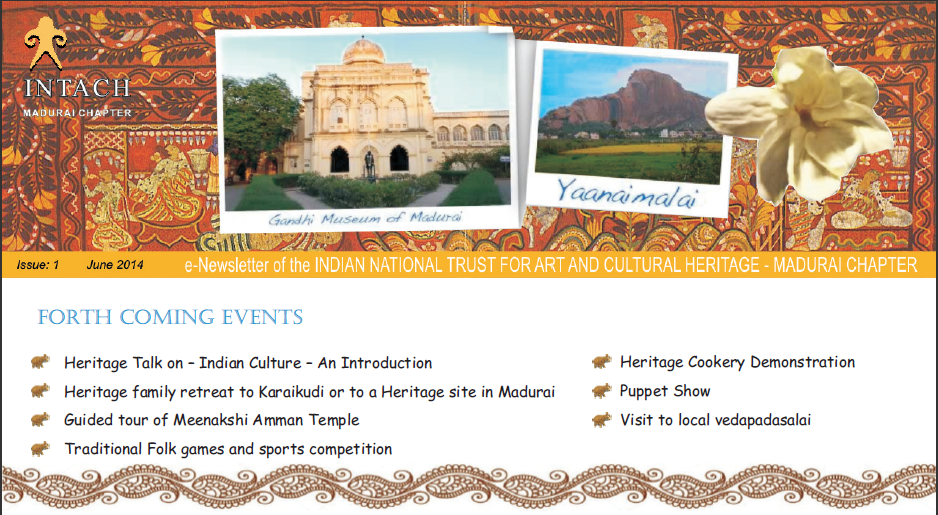 INTACH
MADURAI CHAPTER
Gandhi Museum of Madurai
Yaanaimalai
Issue: 1 June 2014 e-Newsletter of the INDIAN NATIONAL TRUST FOR ART AND CULTURAL HERITAGE - MADURAI CHAPTER
FORTH COMING EVENTS
Heritage Talk on – Indian Culture – An Introduction
Heritage family retreat to Karaikudi or to a Heritage site in Madurai
Guided tour of Meenakshi Amman Temple
Traditional Folk games and sports competition
Heritage Cookery Demonstration
Puppet Show
Visit to local vedapadasalai